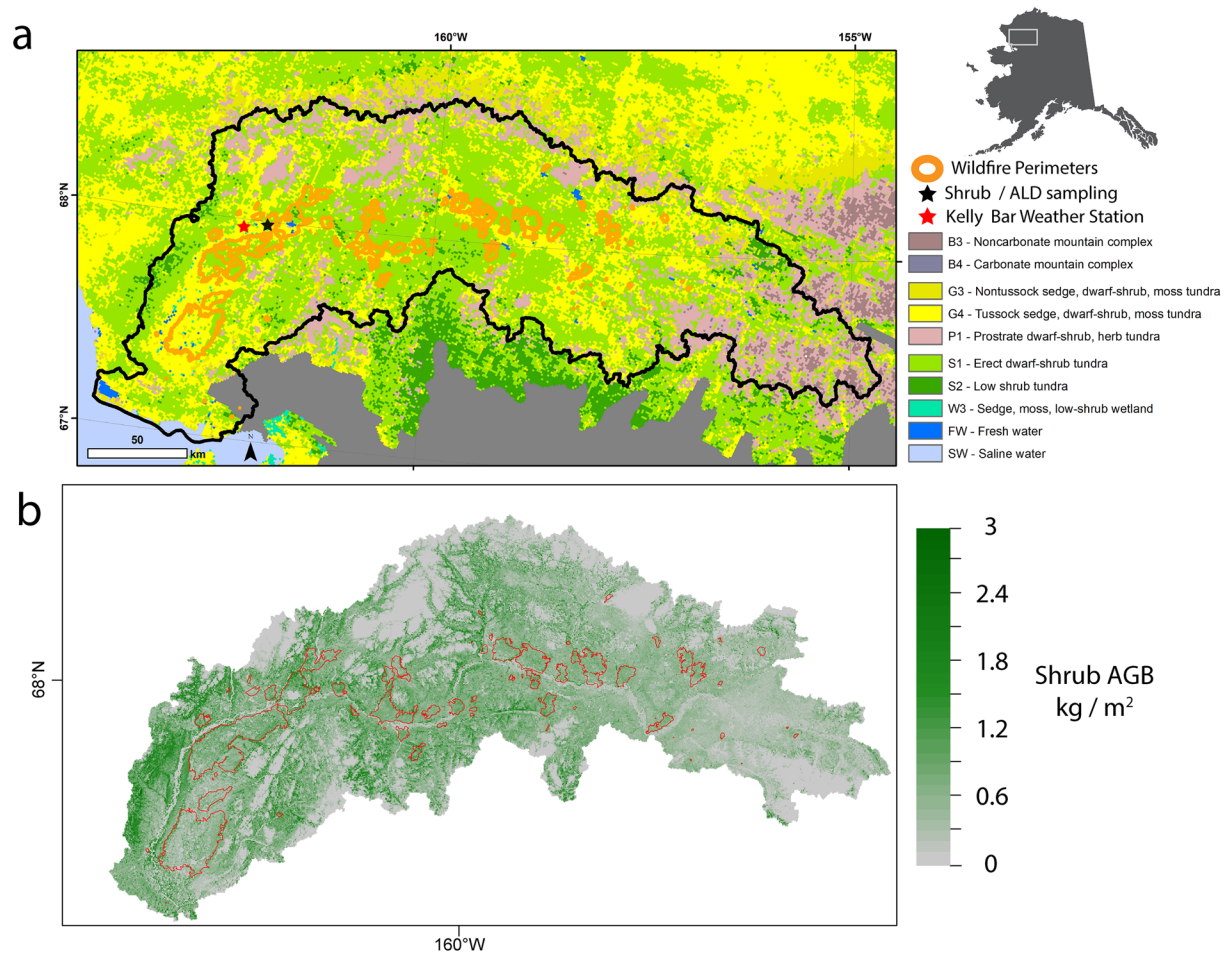 a
160°W
155°W
68°N
67°N
50
km
N
Wildfire Perimeters
Shrub / ALD sampling
Kelly Bar Weather Station
B3 - Noncarbonate mountain complex
B4 - Carbonate mountain complex
G3 - Nontussock sedge, dwarf-shrub, moss tundra
G4 - Tussock sedge, dwarf-shrub, moss tundra
P1 - Prostrate dwarf-shrub, herb tundra
S1 - Erect dwarf-shrub tundra
S2 - Low shrub tundra
W3 - Sedge, moss, low-shrub wetland
FW - Fresh water
SW - Saline water
b
68°N
160°W
3
2.4
1.8
1.2
0.6
0
Shrub AGB
kg / m²